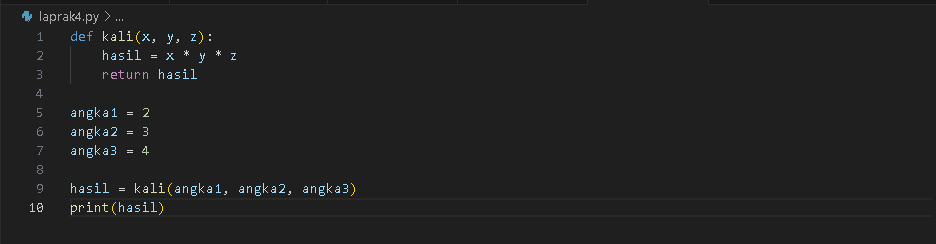 laprak4.py > ...
1 def kali(x, y, z):
2     hasil = x * y * z
3     return hasil
4
5 angka1 = 2
6 angka2 = 3
7 angka3 = 4
8
9 hasil = kali(angka1, angka2, angka3)
10 print(hasil)